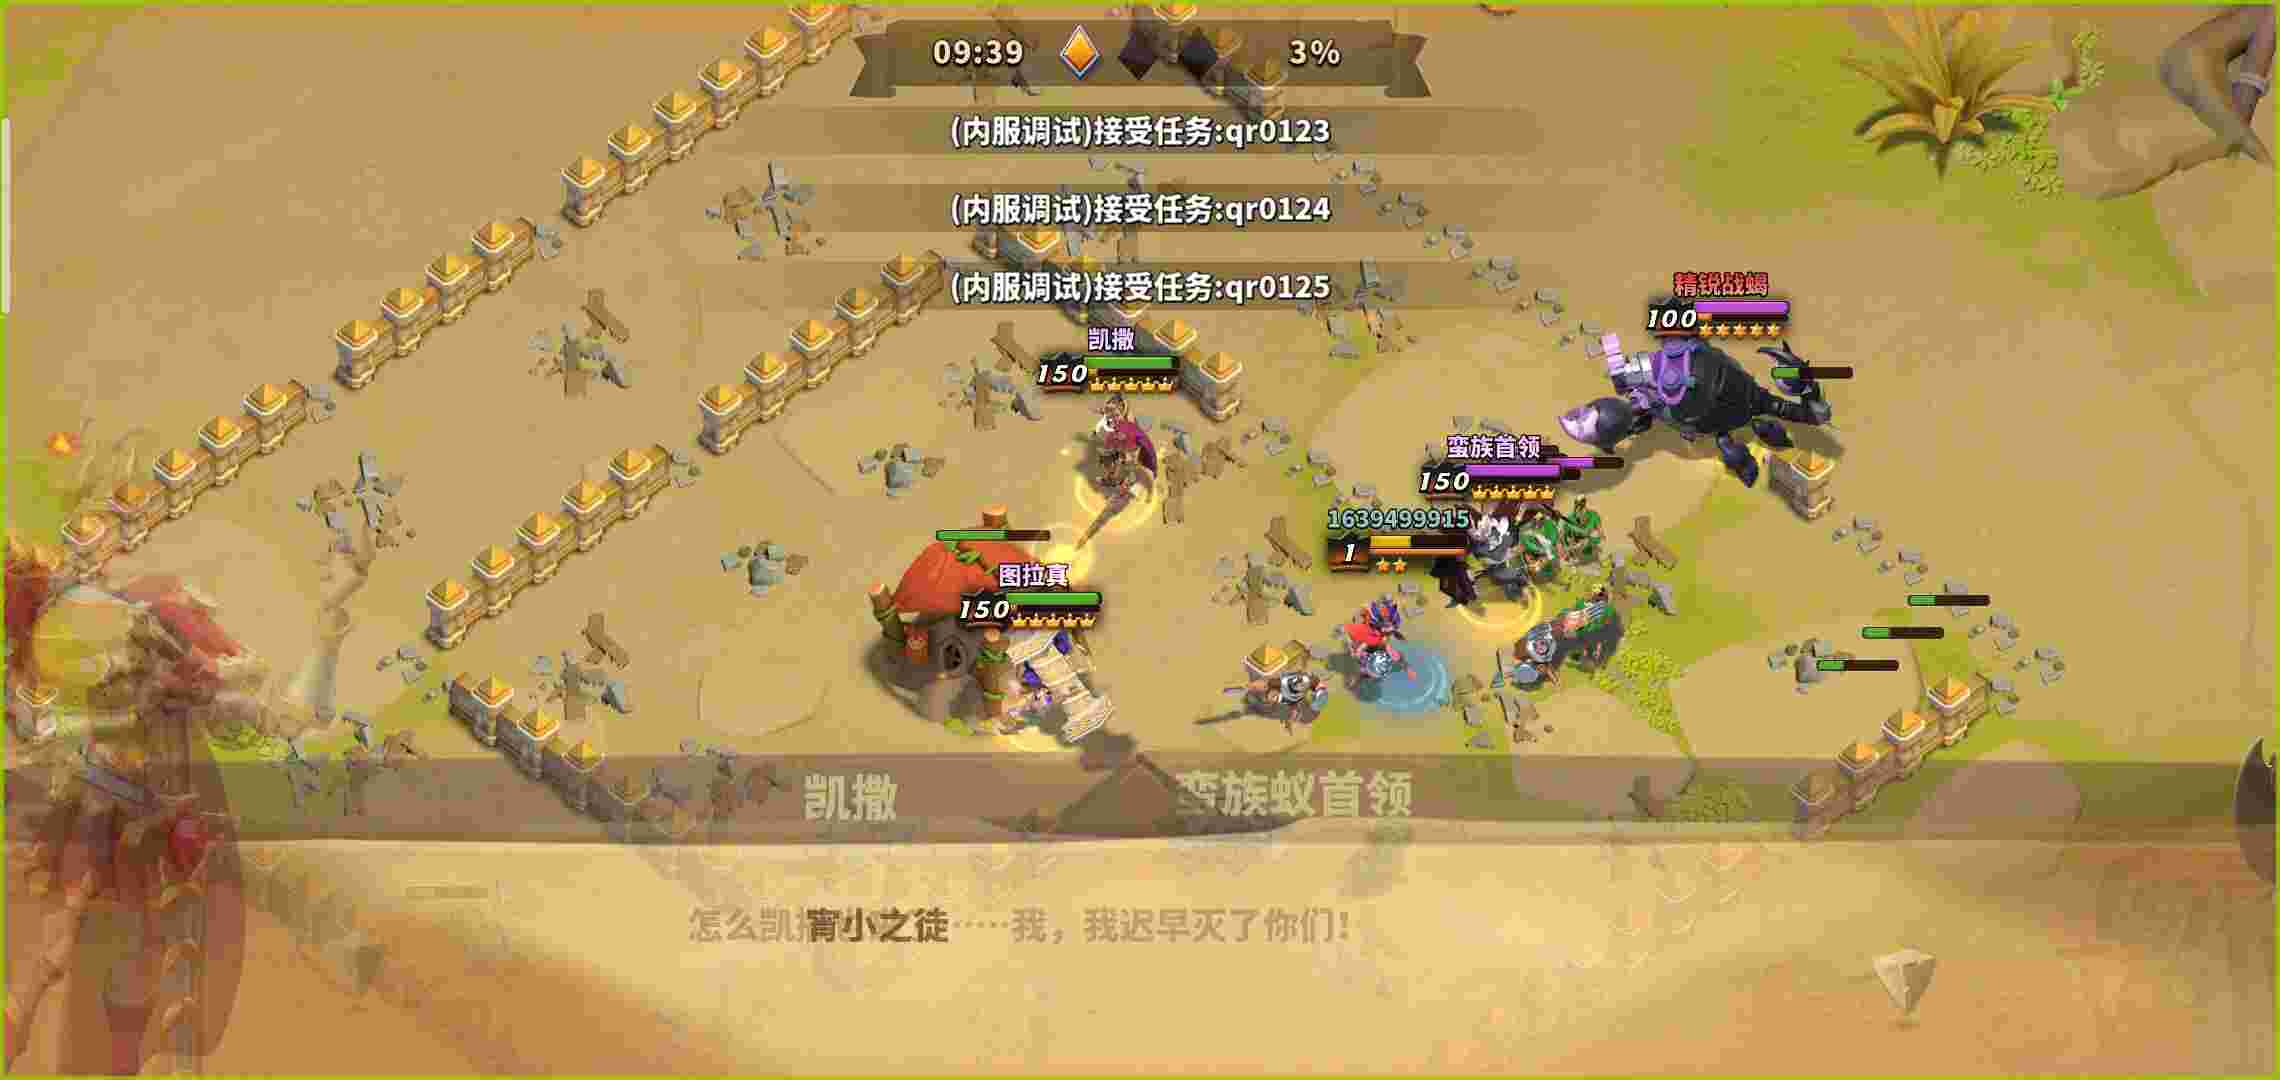 09:39 3%
(内服调试)接受任务:qr0123
(内服调试)接受任务:qr0124
(内服调试)接受任务:qr0125
精锐战蝎
100
凯撒
150
蛮族首领
150
1639499915
1
图拉真
150
凯撒
蛮族蚁首领
怎么凯
宵小之徒……我，我迟早灭了你们！